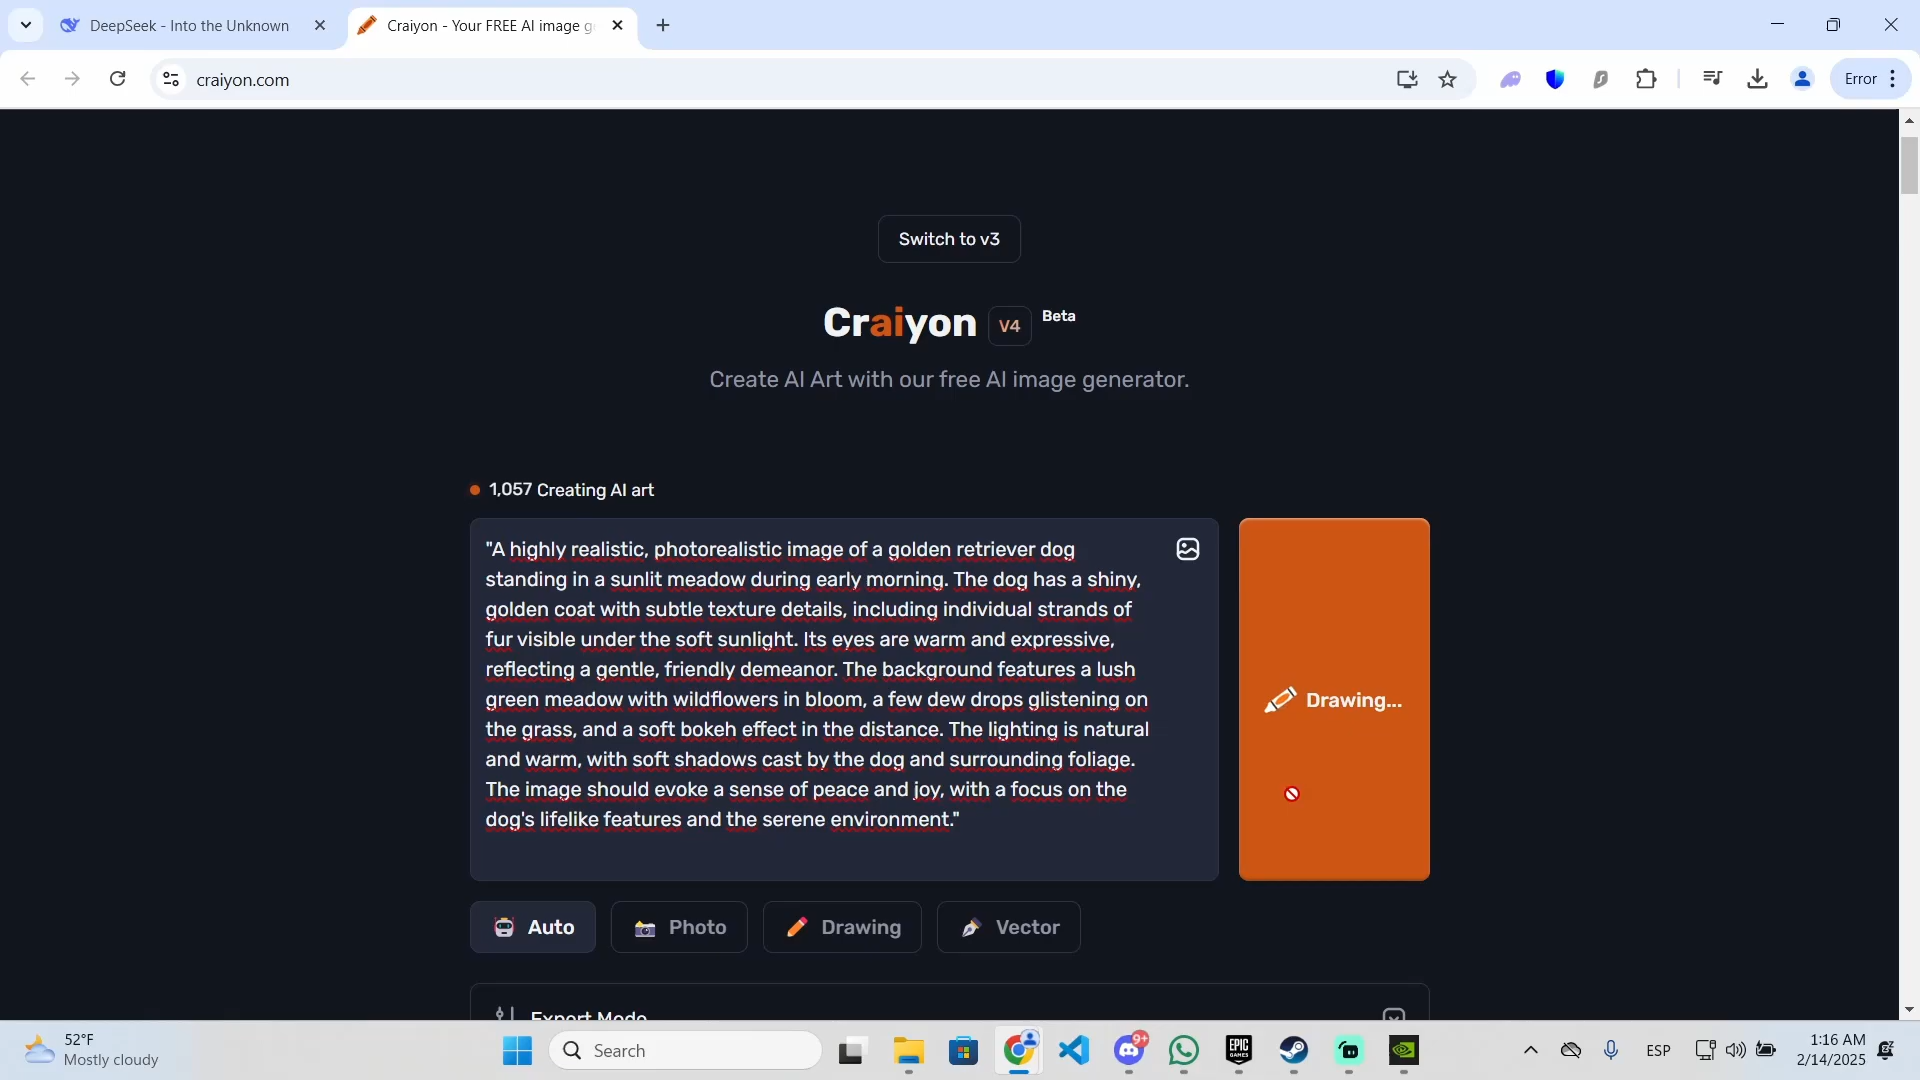 DeepSeek - Into the Unknown
Craiyon - Your FREE AI image g
craiyon.com
Error
Switch to v3
Craiyon V4 Beta
Create AI Art with our free AI image generator.
1,057 Creating AI art
"A highly realistic, photorealistic image of a golden retriever dog
standing in a sunlit meadow during early morning. The dog has a shiny,
golden coat with subtle texture details, including individual strands of
fur visible under the soft sunlight. Its eyes are warm and expressive,
reflecting a gentle, friendly demeanor. The background features a lush
green meadow with wildflowers in bloom, a few dew drops glistening on
the grass, and a soft bokeh effect in the distance. The lighting is natural
and warm, with soft shadows cast by the dog and surrounding foliage.
The image should evoke a sense of peace and joy, with a focus on the
dog's lifelike features and the serene environment."
Drawing...
Auto
Photo
Drawing
Vector
Expert Mode
52°F
Mostly cloudy
Search
9+
EPIC
GAMES
ESP
1:16 AM
2/14/2025